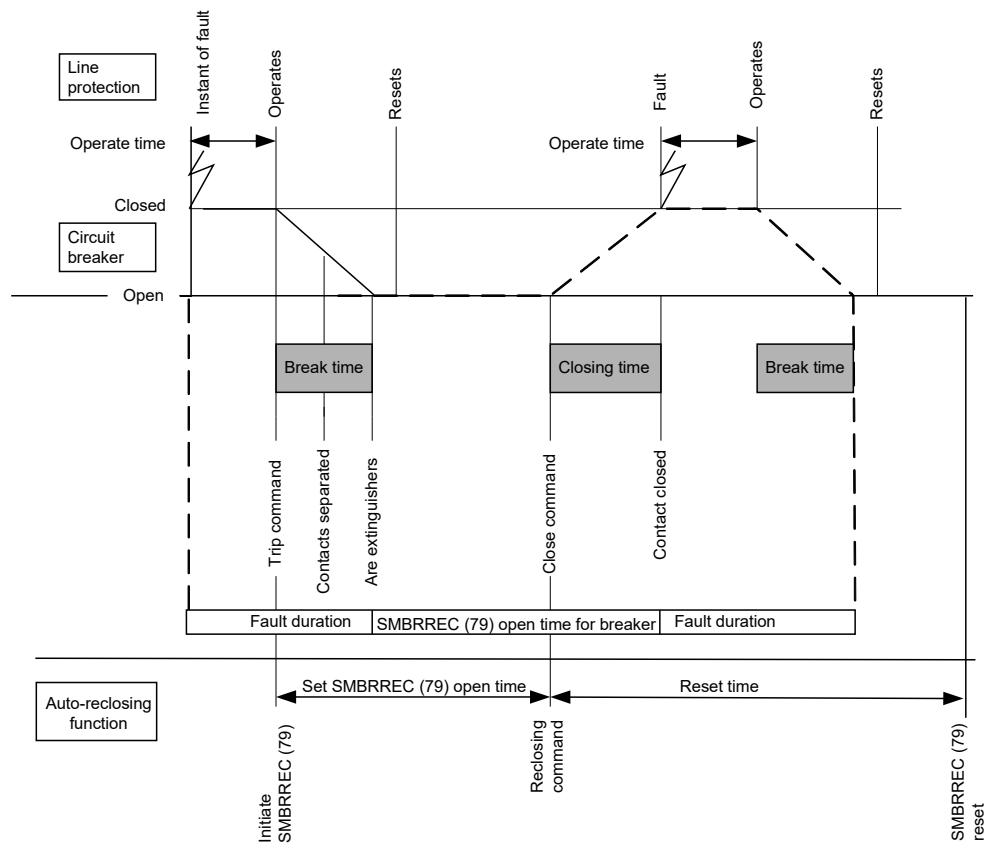 Line
protection
Instant of fault
Operates
Resets
Fault
Operates
Resets
Operate time
Operate time
Closed
Circuit
breaker
Open
Break time
Closing time
Break time
Trip command
Contacts separated
Are extinguishers
Close command
Contact closed
Fault duration
SMBRREC (79) open time for breaker
Fault duration
Set SMBRREC (79) open time
Reset time
Auto-reclosing
function
Initiate
SMBRREC (79)
Reclosing
command
SMBRREC (79)
reset